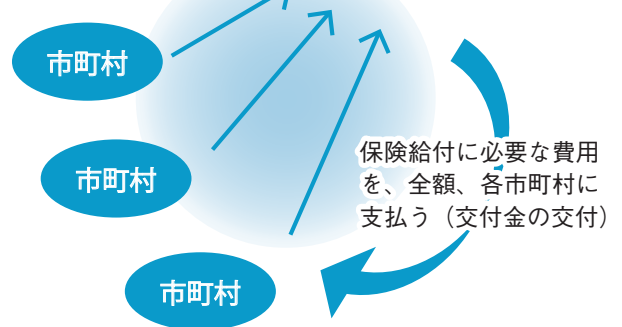 市町村
市町村
保険給付に必要な費用
を、全額、各市町村に
支払う（交付金の交付）
市町村